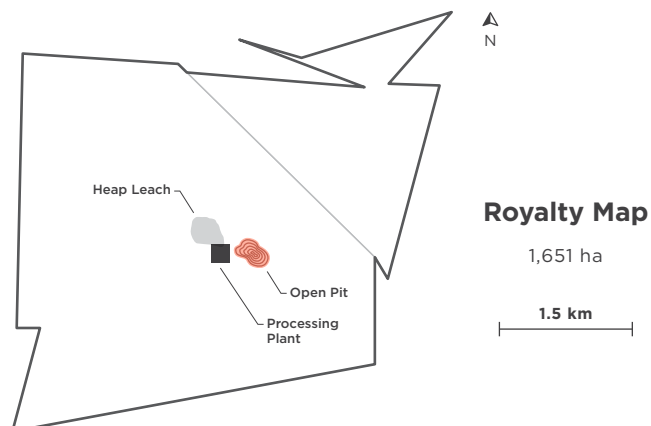 N
Heap Leach
Royalty Map
1,651 ha
Open Pit
1.5 km
Processing
Plant